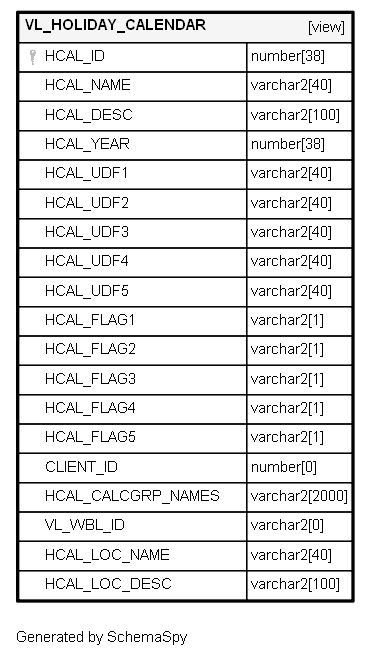 VL_HOLIDAY_CALENDAR [view]
HCAL_ID number[38]
HCAL_NAME varchar2[40]
HCAL_DESC varchar2[100]
HCAL_YEAR number[38]
HCAL_UDF1 varchar2[40]
HCAL_UDF2 varchar2[40]
HCAL_UDF3 varchar2[40]
HCAL_UDF4 varchar2[40]
HCAL_UDF5 varchar2[40]
HCAL_FLAG1 varchar2[1]
HCAL_FLAG2 varchar2[1]
HCAL_FLAG3 varchar2[1]
HCAL_FLAG4 varchar2[1]
HCAL_FLAG5 varchar2[1]
CLIENT_ID number[0]
HCAL_CALCGRP_NAMES varchar2[2000]
VL_WBL_ID varchar2[0]
HCAL_LOC_NAME varchar2[40]
HCAL_LOC_DESC varchar2[100]
Generated by SchemaSpy